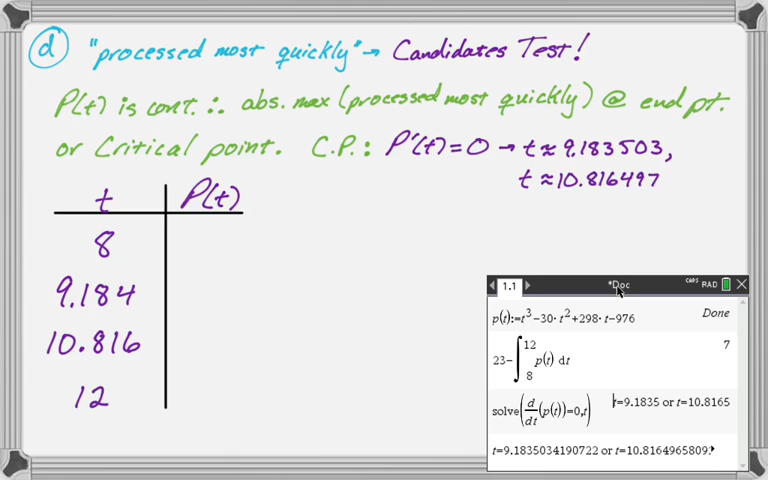 d "processed most quickly" → Candidates Test!
P(t) is cont. ∴ abs. max (processed most quickly) @ end pt.
or Critical point. C.P.: P'(t) = 0 → t ≈ 9.183503,
t ≈ 10.816497
t P(t)
8
9.184
10.816
12
1.1 *Doc CAPS RAD
p(t):=t³-30·t²+298·t-976 Done
23-∫₈¹² p(t) dt 7
solve(d/dt(p(t))=0,t) t=9.1835 or t=10.8165
t=9.1835034190722 or t=10.8164965809